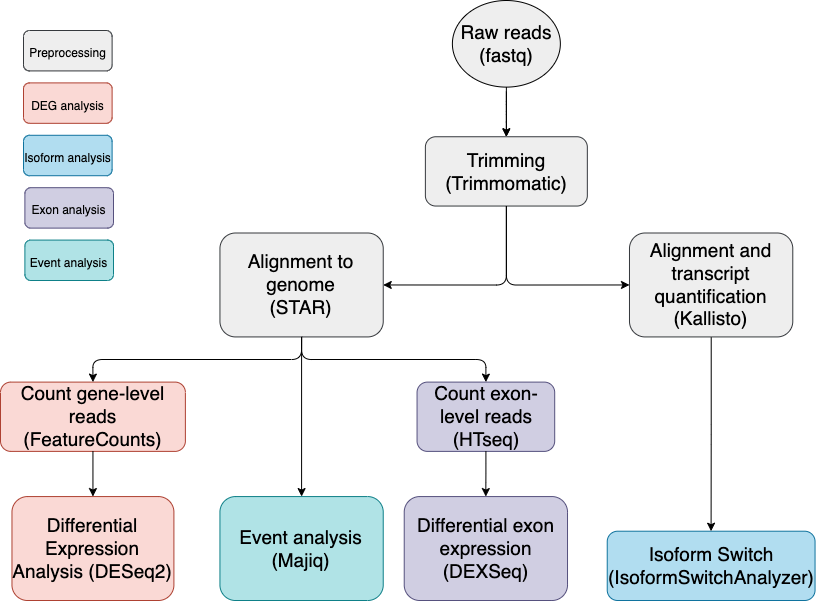 Raw reads
(fastq)
Preprocessing
DEG analysis
Isoform analysis
Exon analysis
Event analysis
Trimming
(Trimmomatic)
Alignment to
genome
(STAR)
Alignment and
transcript
quantification
(Kallisto)
Count gene-level
reads
(FeatureCounts)
Count exon-
level reads
(HTseq)
Differential
Expression
Analysis (DESeq2)
Event analysis
(Majiq)
Differential exon
expression
(DEXSeq)
Isoform Switch
(IsoformSwitchAnalyzer)